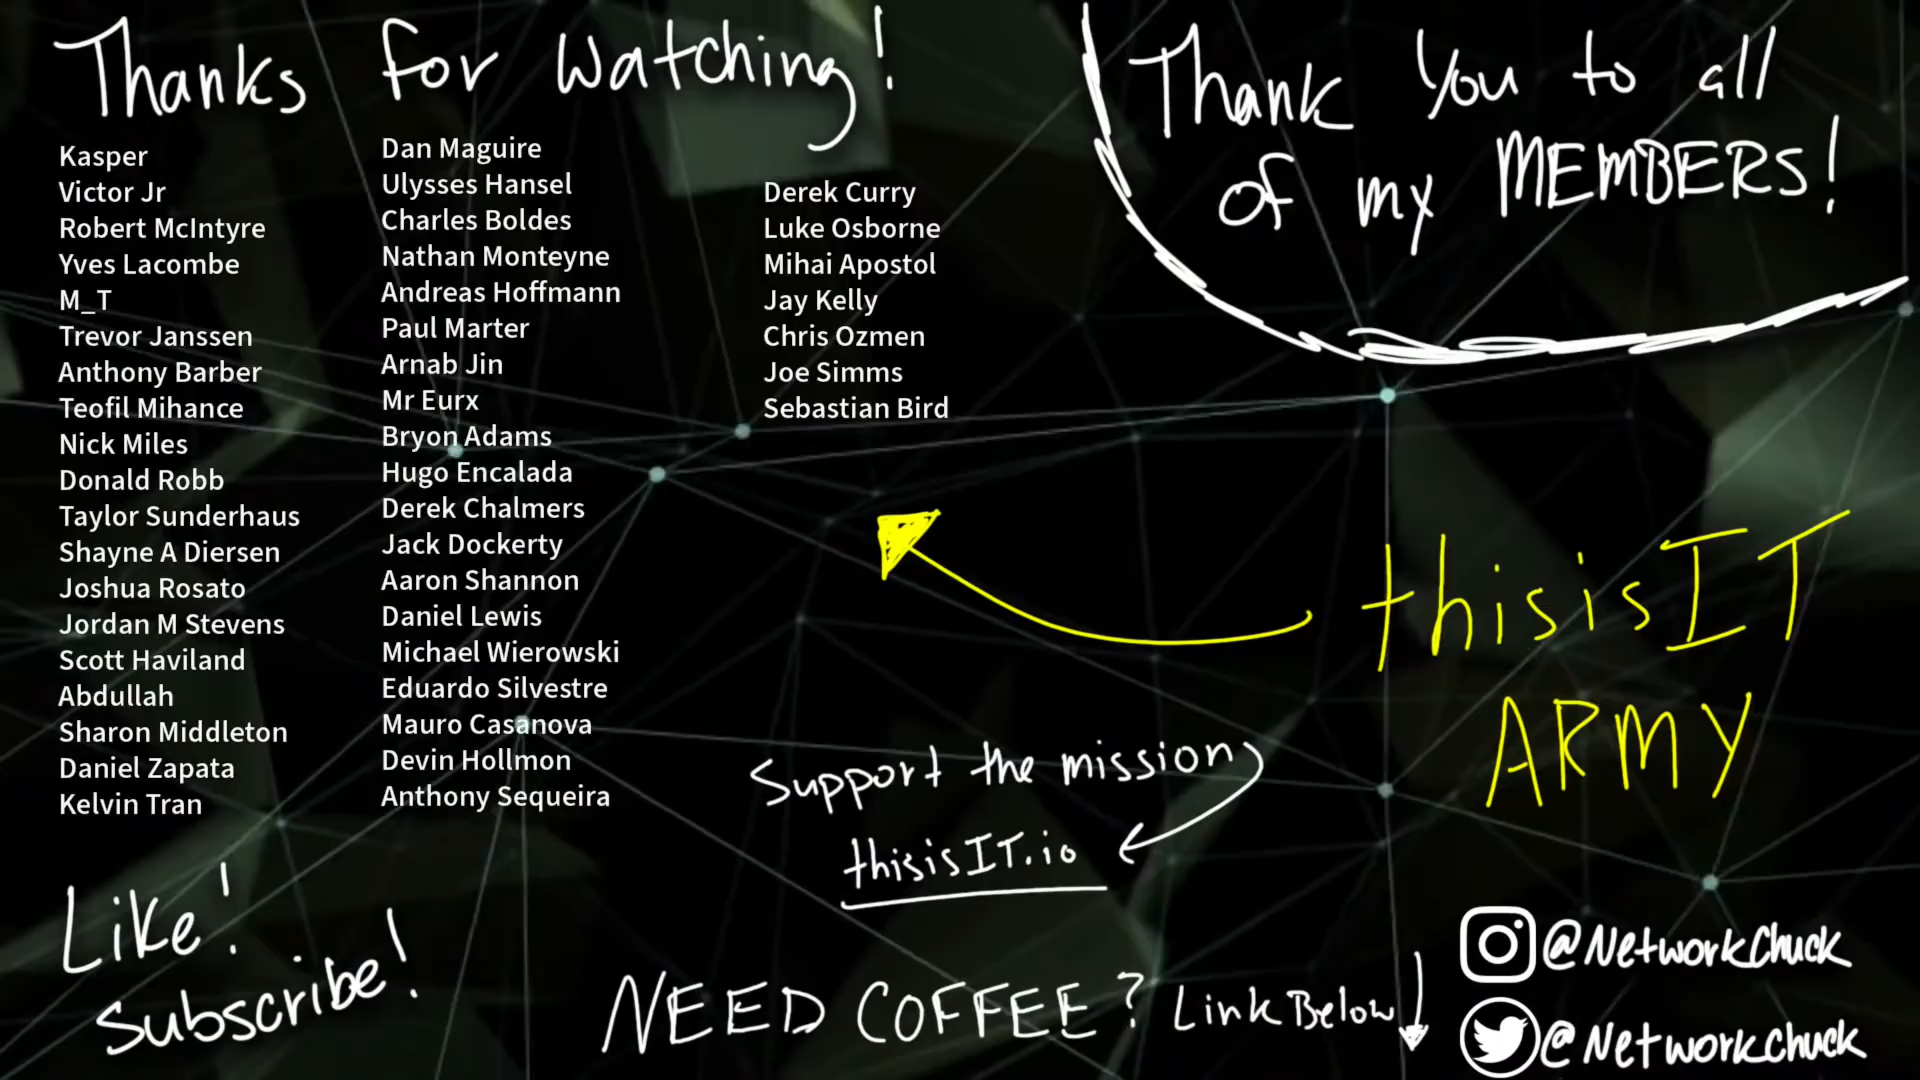 Thanks for Watching!
Kasper
Victor Jr
Robert McIntyre
Yves Lacombe
M_T
Trevor Janssen
Anthony Barber
Teofil Mihance
Nick Miles
Donald Robb
Taylor Sunderhaus
Shayne A Diersen
Joshua Rosato
Jordan M Stevens
Scott Haviland
Abdullah
Sharon Middleton
Daniel Zapata
Kelvin Tran
Dan Maguire
Ulysses Hansel
Charles Boldes
Nathan Monteyne
Andreas Hoffmann
Paul Marter
Arnab Jin
Mr Eurx
Bryon Adams
Hugo Encalada
Derek Chalmers
Jack Dockerty
Aaron Shannon
Daniel Lewis
Michael Wierowski
Eduardo Silvestre
Mauro Casanova
Devin Hollmon
Anthony Sequeira
Derek Curry
Luke Osborne
Mihai Apostol
Jay Kelly
Chris Ozmen
Joe Simms
Sebastian Bird
Thank You to all
of my MEMBERS!
thisisIT
ARMY
Support the mission
thisisIT.io
Like!
Subscribe!
NEED COFFEE? Link Below
@NetworkChuck
@Networkchuck